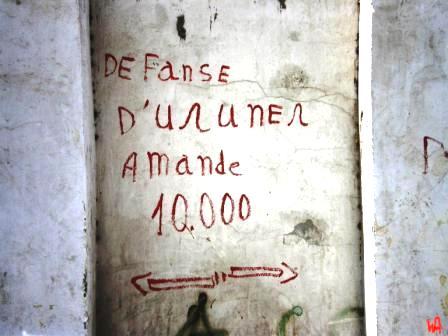 DEFANSE
D'URUNER
AMANDE
10.000